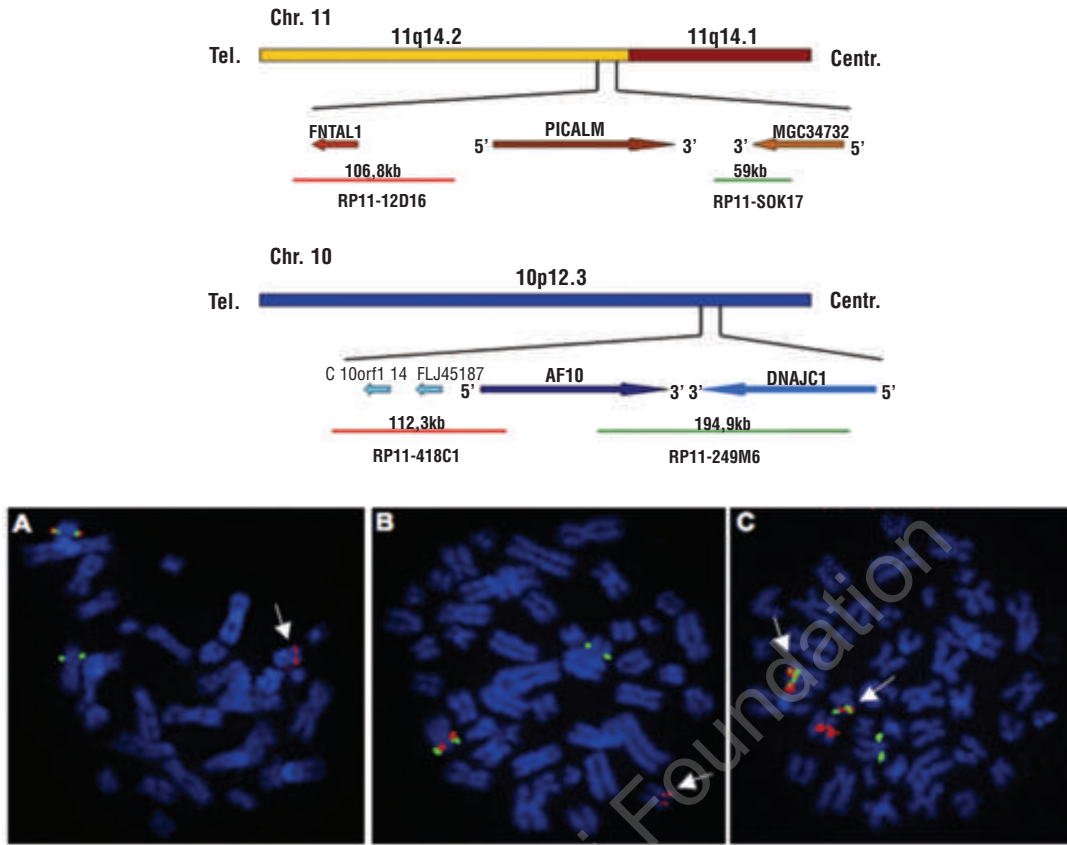 Chr. 11
11q14.2 11q14.1
Tel. Centr.
FNTAL1 PICALM MGC34732
5’ 3’ 3’ 5’
106,8kb 59kb
RP11-12D16 RP11-SOK17
Chr. 10
10p12.3
Tel. Centr.
C 10orf1 14 FLJ45187 AF10 DNAJC1
5’ 3’ 3’ 5’
112,3kb 194,9kb
RP11-418C1 RP11-249M6
A B C
i Foundation